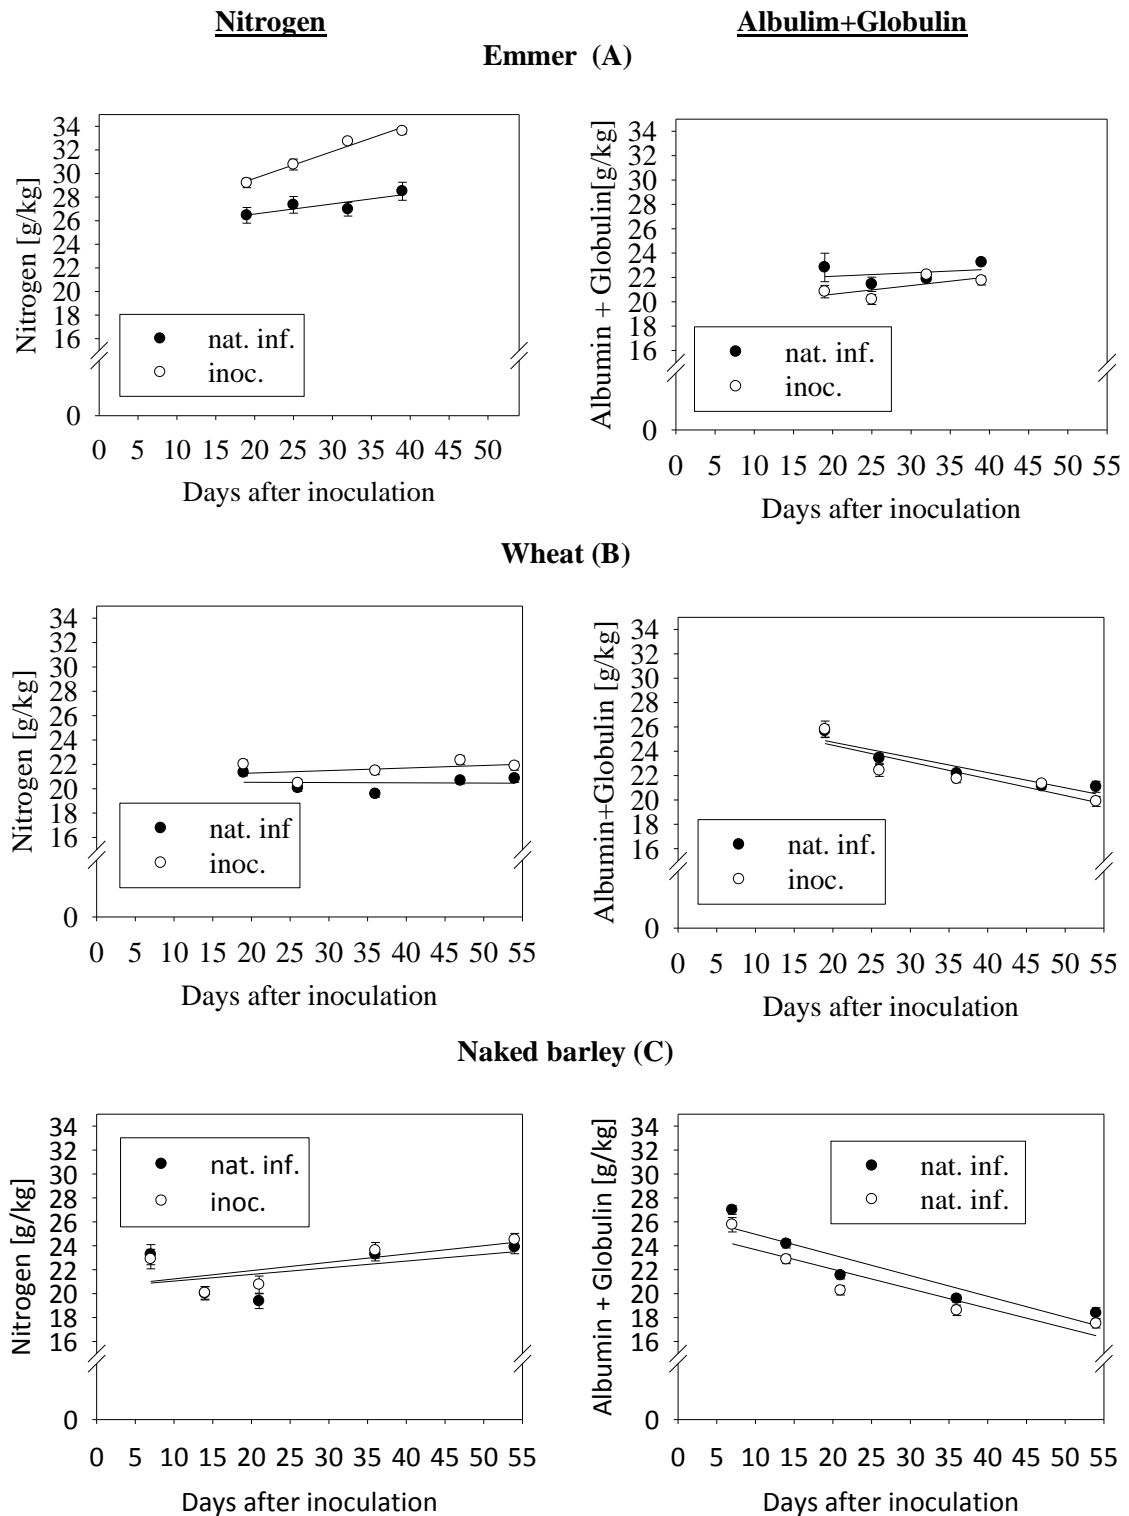 Nitrogen Albulim+Globulin
Emmer (A)
Nitrogen [g/kg]
34
32
30
28
26
24
22
20
18
16
0
nat. inf.
inoc.
0 5 10 15 20 25 30 35 40 45 50
Days after inoculation
Albumin + Globulin[g/kg]
34
32
30
28
26
24
22
20
18
16
0
nat. inf.
inoc.
0 5 10 15 20 25 30 35 40 45 50 55
Days after inoculation
Wheat (B)
Nitrogen [g/kg]
34
32
30
28
26
24
22
20
18
16
0
nat. inf
inoc.
0 5 10 15 20 25 30 35 40 45 50 55
Days after inoculation
Albumin+Globulin [g/kg]
34
32
30
28
26
24
22
20
18
16
0
nat. inf.
inoc.
0 5 10 15 20 25 30 35 40 45 50 55
Days after inoculation
Naked barley (C)
Nitrogen [g/kg]
34
32
30
28
26
24
22
20
18
16
0
nat. inf.
inoc.
0 5 10 15 20 25 30 35 40 45 50 55
Days after inoculation
Albumin + Globulin [g/kg]
34
32
30
28
26
24
22
20
18
16
0
nat. inf.
nat. inf.
0 5 10 15 20 25 30 35 40 45 50 55
Days after inoculation